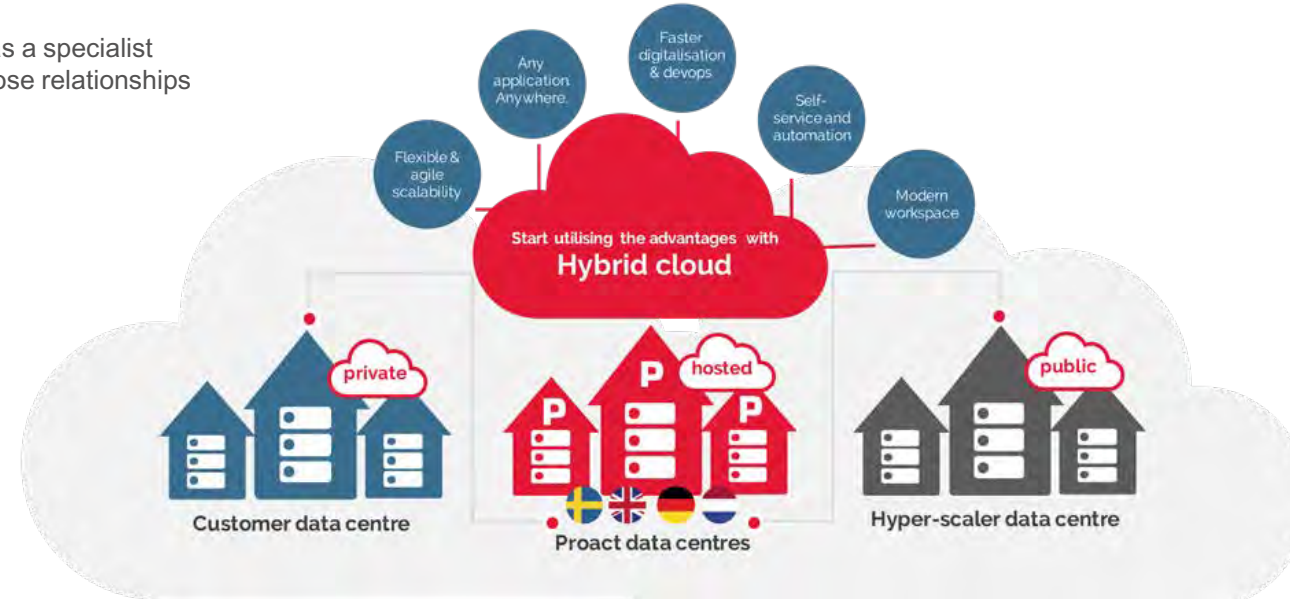 as a specialist
ose relationships
Faster
digitalisation
& devops
Any
application.
Anywhere.
Self-
service and
automation
Flexible &
agile
scalability
Modern
workspace
Start utilising the advantages with
Hybrid cloud
private
P
hosted
public
P
P
Customer data centre
Proact data centres
Hyper-scaler data centre